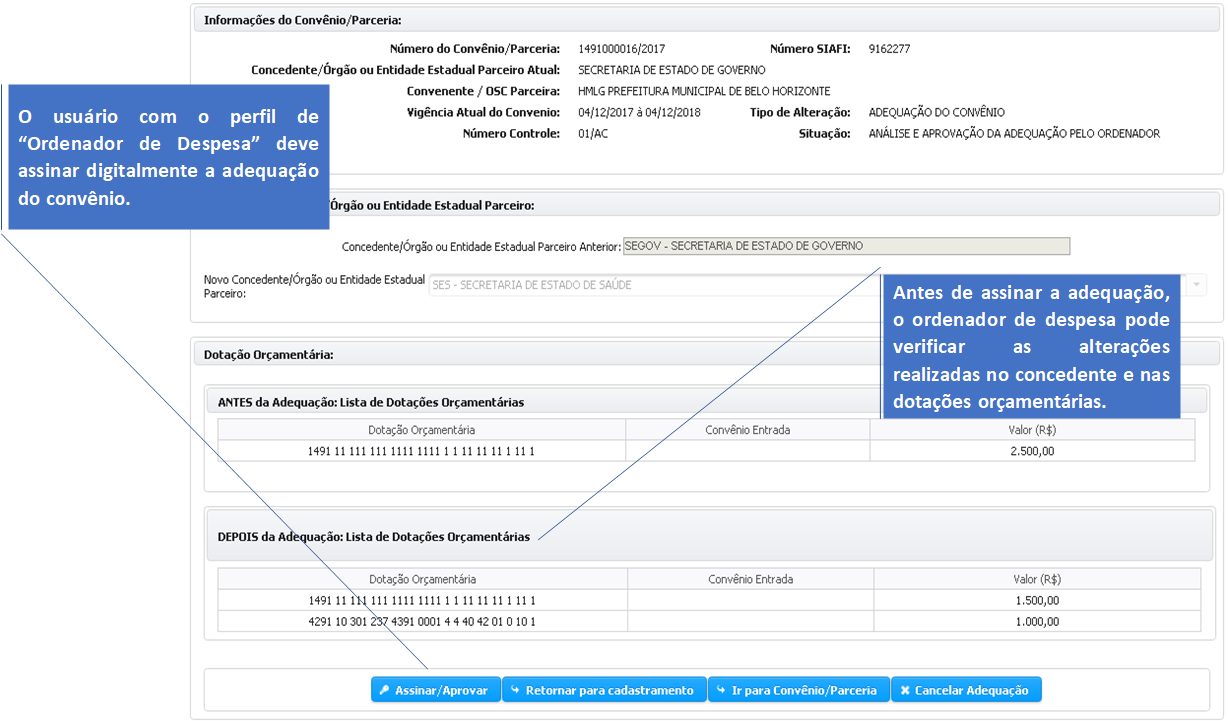 Informações do Convênio/Parceria:
Número do Convênio/Parceria: 1491000016/2017 Número SIAFI: 9162277
Concedente/Órgão ou Entidade Estadual Parceiro Atual: SECRETARIA DE ESTADO DE GOVERNO
Convenente / OSC Parceira: HMLG PREFEITURA MUNICIPAL DE BELO HORIZONTE
Vigência Atual do Convenio: 04/12/2017 à 04/12/2018 Tipo de Alteração: ADEQUAÇÃO DO CONVÊNIO
Número Controle: 01/AC Situação: ANÁLISE E APROVAÇÃO DA ADEQUAÇÃO PELO ORDENADOR
O usuário com o perfil de
“Ordenador de Despesa” deve
assinar digitalmente a adequação
do convênio.
Órgão ou Entidade Estadual Parceiro:
Concedente/Órgão ou Entidade Estadual Parceiro Anterior: SEGOV - SECRETARIA DE ESTADO DE GOVERNO
Novo Concedente/Órgão ou Entidade Estadual
Parceiro:
SES - SECRETARIA DE ESTADO DE SAÚDE
Antes de assinar a adequação,
o ordenador de despesa pode
verificar as alterações
realizadas no concedente e nas
dotações orçamentárias.
Dotação Orçamentária:
ANTES da Adequação: Lista de Dotações Orçamentárias
Dotação Orçamentária Convênio Entrada Valor (R$)
1491 11 111 111 1111 1111 1 1 11 11 11 1 11 1 2.500,00
DEPOIS da Adequação: Lista de Dotações Orçamentárias
Dotação Orçamentária Convênio Entrada Valor (R$)
1491 11 111 111 1111 1111 1 1 11 11 11 1 11 1 1.500,00
4291 10 301 237 4391 0001 4 4 40 42 01 0 10 1 1.000,00
Assinar/Aprovar Retornar para cadastramento Ir para Convênio/Parceria Cancelar Adequação